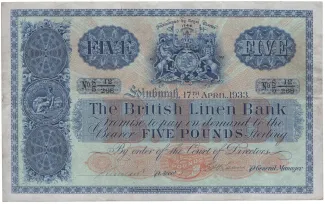 FIVE FIVE
Edinburgh, 17th April, 1933.
The British Linen Bank
Promise to pay on demand to the
Bearer FIVE POUNDS Sterling
By order of the Court of Directors
General Manager